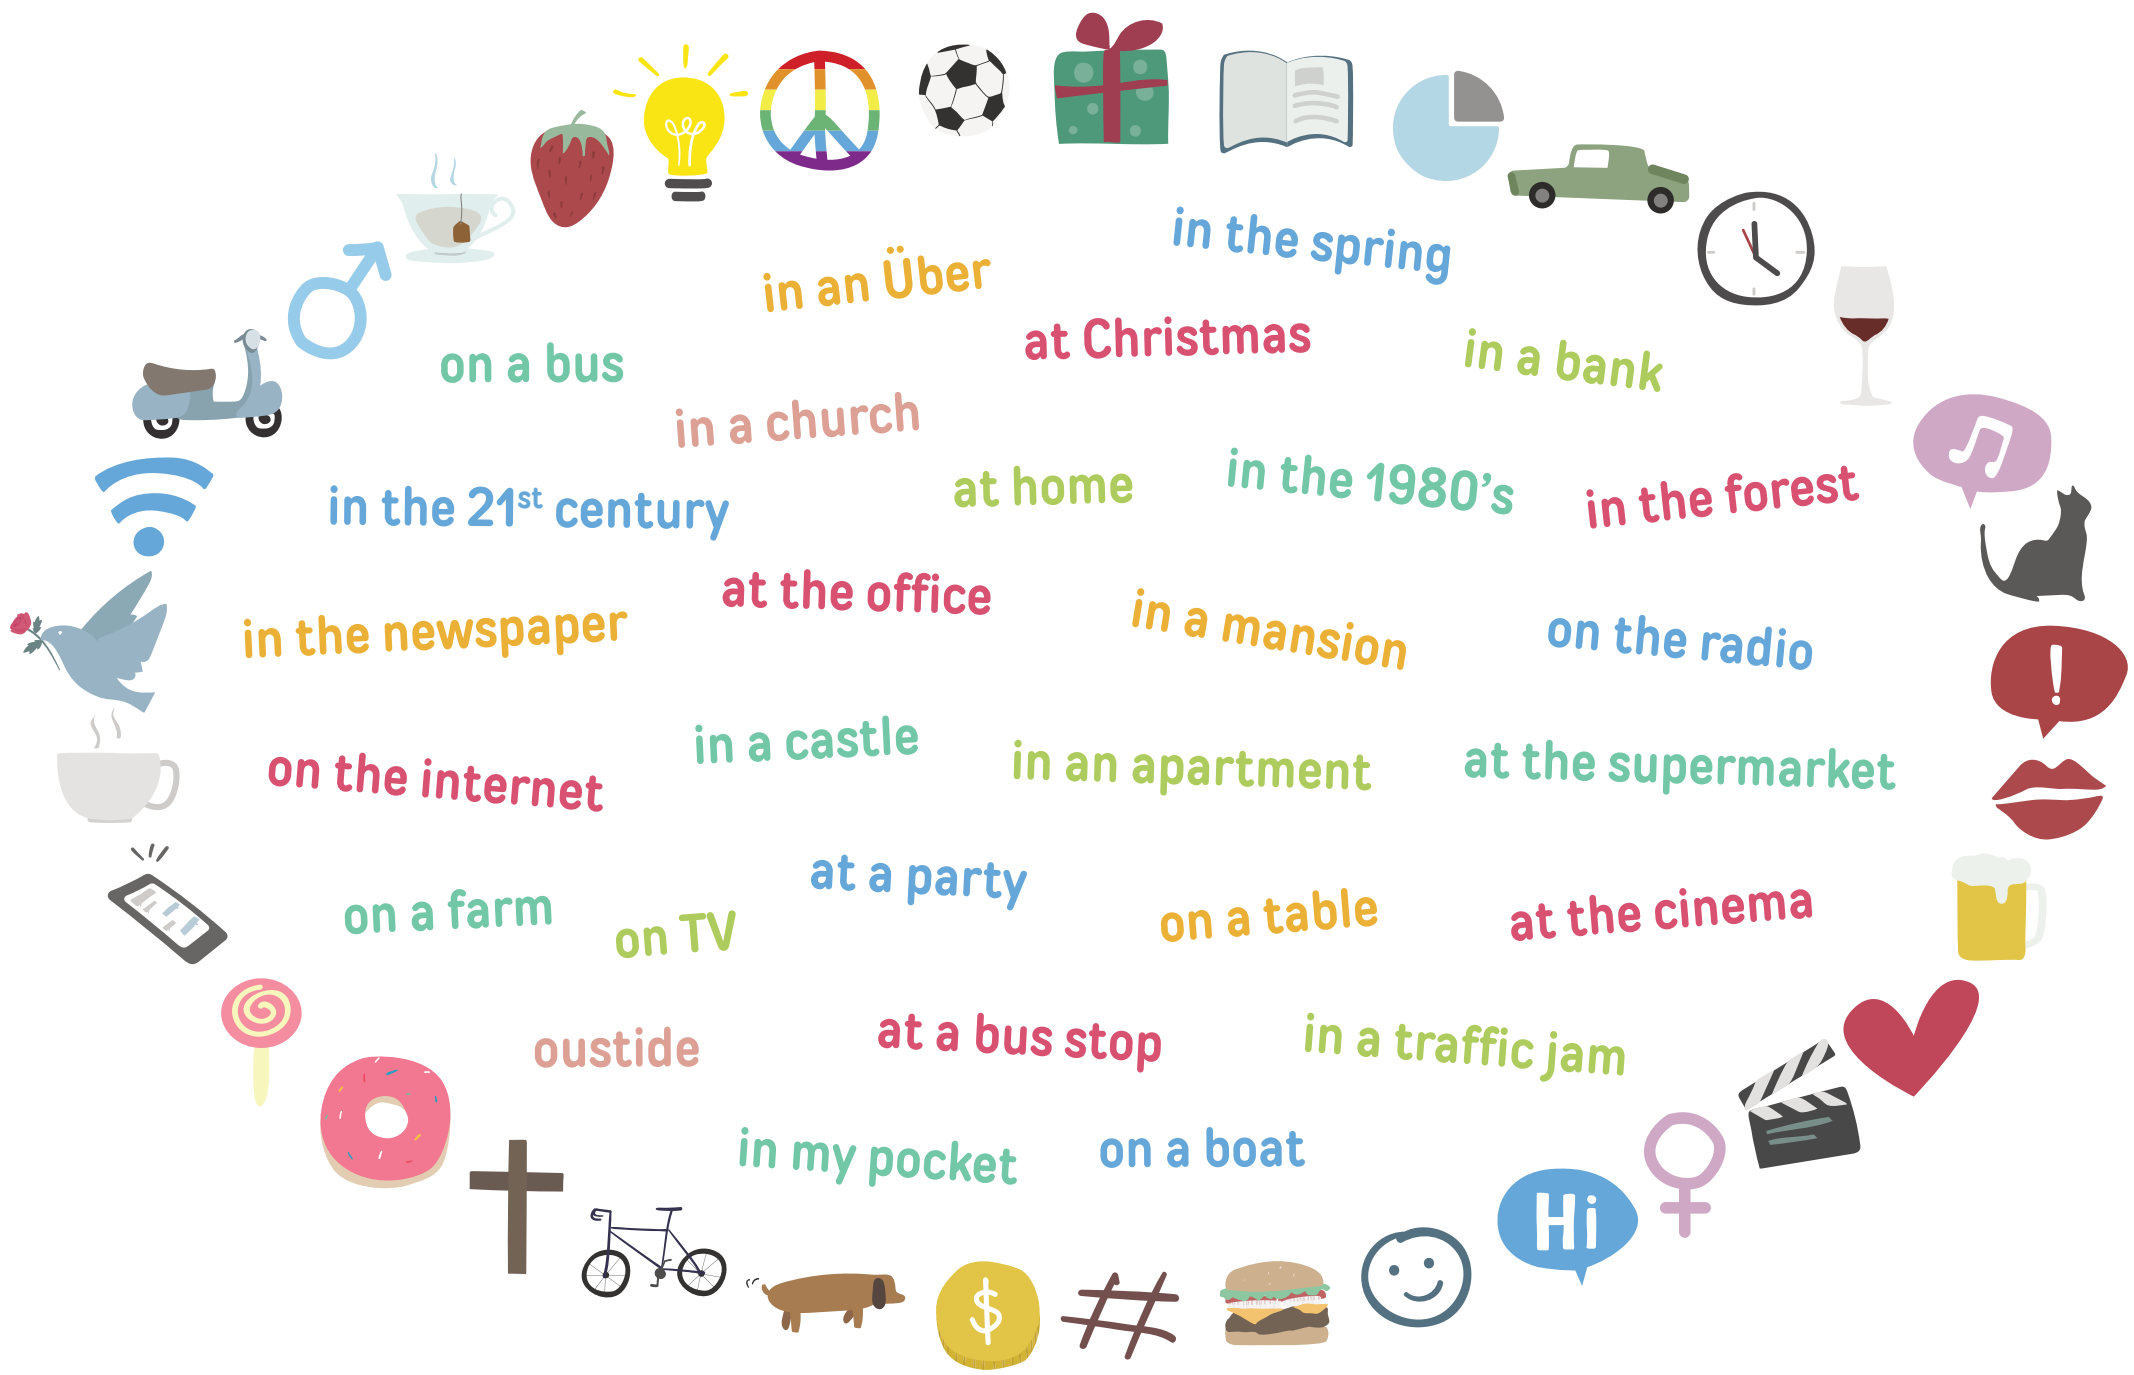 in the spring
in an Über
at Christmas
on a bus
in a bank
in a church
at home
in the 1980's
in the forest
in the 21st century
at the office
in a mansion
in the newspaper
on the radio
in a castle
in an apartment
at the supermarket
on the internet
at a party
on a farm
on TV
on a table
at the cinema
oustide
at a bus stop
in a traffic jam
in my pocket
on a boat
!
Hi
$